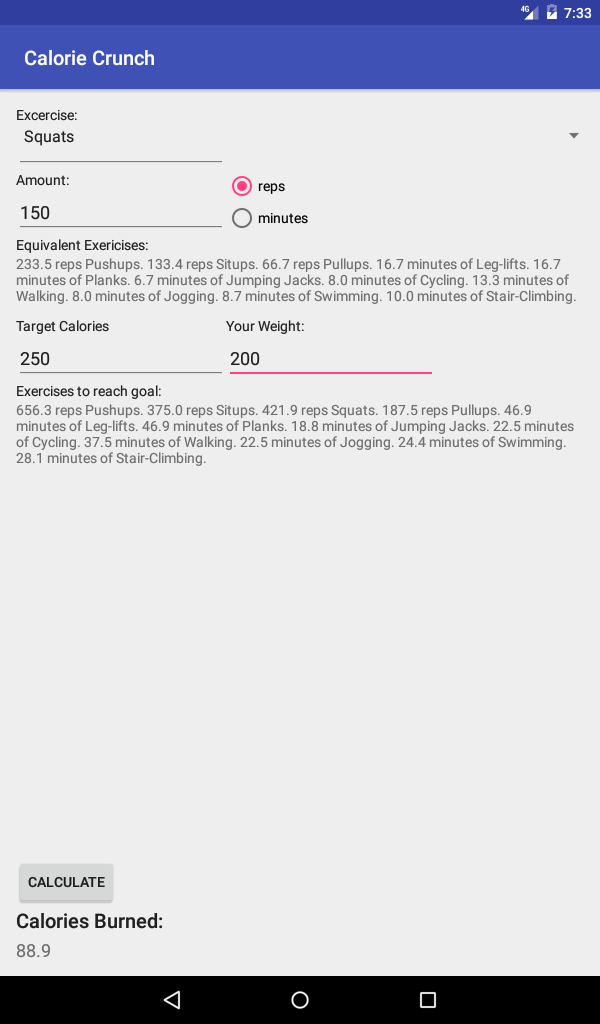 4G 7:33
Calorie Crunch
Excercise:
Squats
Amount:
150
reps
minutes
Equivalent Exericises:
233.5 reps Pushups. 133.4 reps Situps. 66.7 reps Pullups. 16.7 minutes of Leg-lifts. 16.7
minutes of Planks. 6.7 minutes of Jumping Jacks. 8.0 minutes of Cycling. 13.3 minutes of
Walking. 8.0 minutes of Jogging. 8.7 minutes of Swimming. 10.0 minutes of Stair-Climbing.
Target Calories Your Weight:
250 200
Exercises to reach goal:
656.3 reps Pushups. 375.0 reps Situps. 421.9 reps Squats. 187.5 reps Pullups. 46.9
minutes of Leg-lifts. 46.9 minutes of Planks. 18.8 minutes of Jumping Jacks. 22.5 minutes
of Cycling. 37.5 minutes of Walking. 22.5 minutes of Jogging. 24.4 minutes of Swimming.
28.1 minutes of Stair-Climbing.
CALCULATE
Calories Burned:
88.9